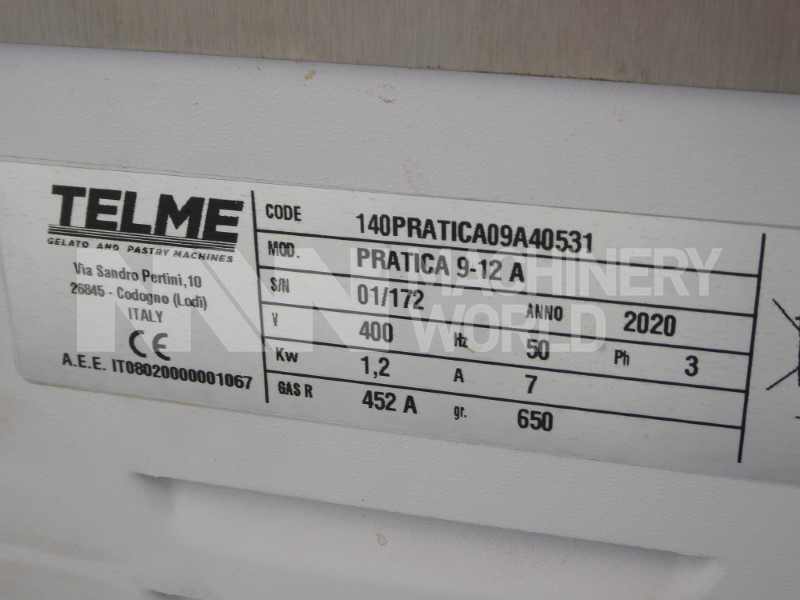 TELME
GELATO AND PASTRY MACHINES
Via Sandro Pertini,10
26845 - Codogno (Lodi)
ITALY
CE
A.E.E. IT08020000001067
CODE 140PRATICA09A40531
MOD. PRATICA 9-12 A
S/N 01/172 ANNO 2020
V 400 Hz 50 Ph 3
Kw 1,2 A 7
GAS R 452 A gr. 650
MACHINERY
WORLD